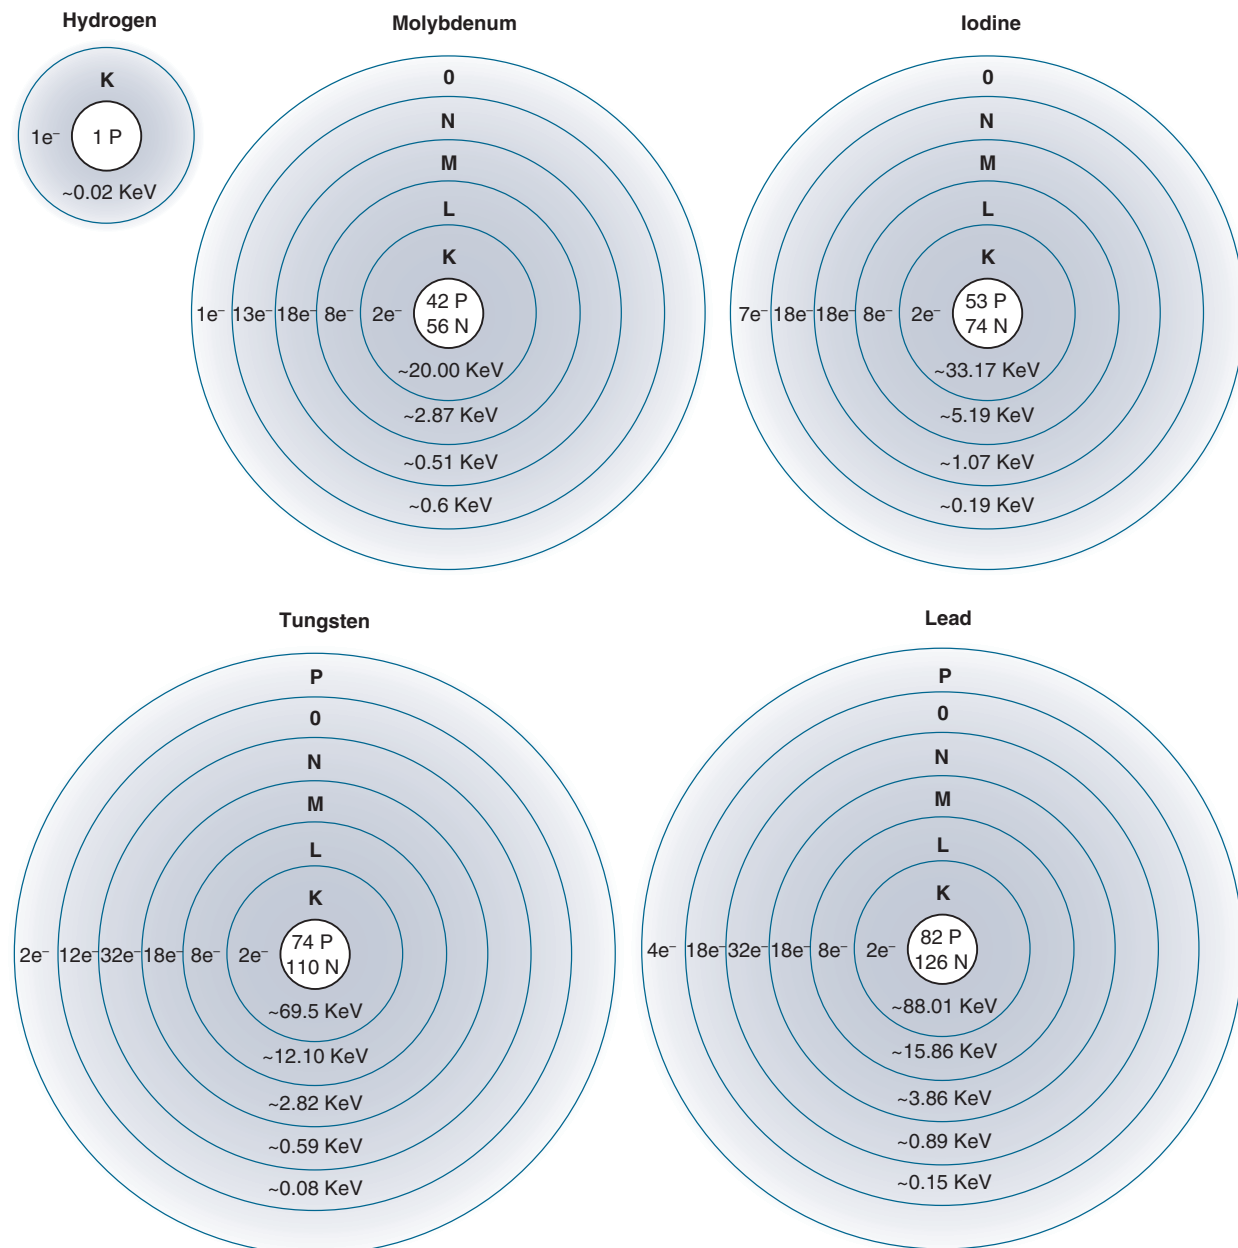 Hydrogen
K
1e⁻
1 P
~0.02 KeV
Molybdenum
0
N
M
L
K
1e⁻ 13e⁻ 18e⁻ 8e⁻ 2e⁻
42 P
56 N
~20.00 KeV
~2.87 KeV
~0.51 KeV
~0.6 KeV
Iodine
0
N
M
L
K
7e⁻ 18e⁻ 18e⁻ 8e⁻ 2e⁻
53 P
74 N
~33.17 KeV
~5.19 KeV
~1.07 KeV
~0.19 KeV
Tungsten
P
0
N
M
L
K
2e⁻ 12e⁻ 32e⁻ 18e⁻ 8e⁻ 2e⁻
74 P
110 N
~69.5 KeV
~12.10 KeV
~2.82 KeV
~0.59 KeV
~0.08 KeV
Lead
P
0
N
M
L
K
4e⁻ 18e⁻ 32e⁻ 18e⁻ 8e⁻ 2e⁻
82 P
126 N
~88.01 KeV
~15.86 KeV
~3.86 KeV
~0.89 KeV
~0.15 KeV